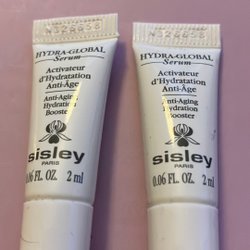 HYDRA-GLOBAL
Serum
Activateur
d'Hydratation
Anti-Âge
Anti-Aging
Hydration
Booster
sisley
PARIS
0.06 FL. OZ. 2 ml
HYDRA-GLOBAL
Serum
Activateur
d'Hydratation
Anti-Âge
Anti-Aging
Hydration
Booster
sisley
PARIS
0.06 FL. OZ. 2 ml